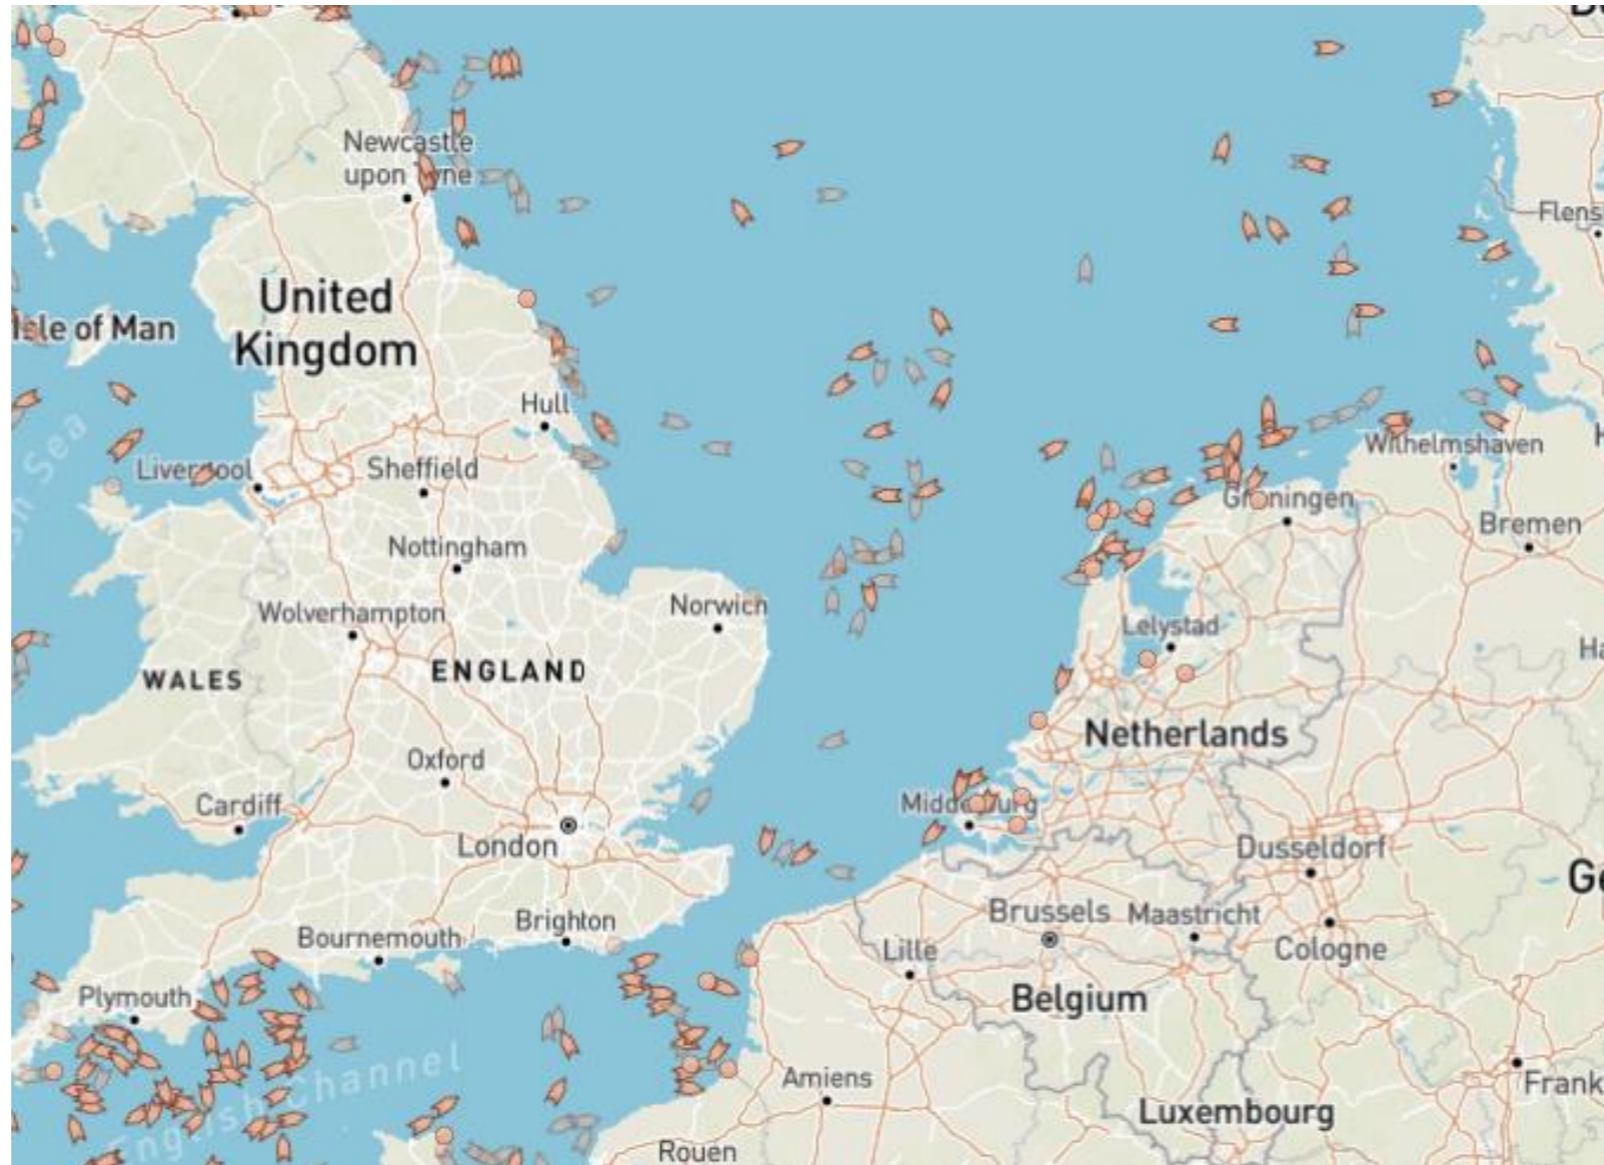 Newcastle
upon Tyne
Flens
United
Kingdom
Isle of Man
Hull
Wilhelmshaven
Liverpool
Sheffield
Groningen
Bremen
Nottingham
Norwich
Wolverhampton
Lelystad
WALES
ENGLAND
Ha
Netherlands
Oxford
Cardiff
Middelburg
London
Dusseldorf
Ge
Brussels
Maastricht
Brighton
Bournemouth
Lille
Cologne
Plymouth
Belgium
English Channel
Amiens
Frank
Luxembourg
Rouen